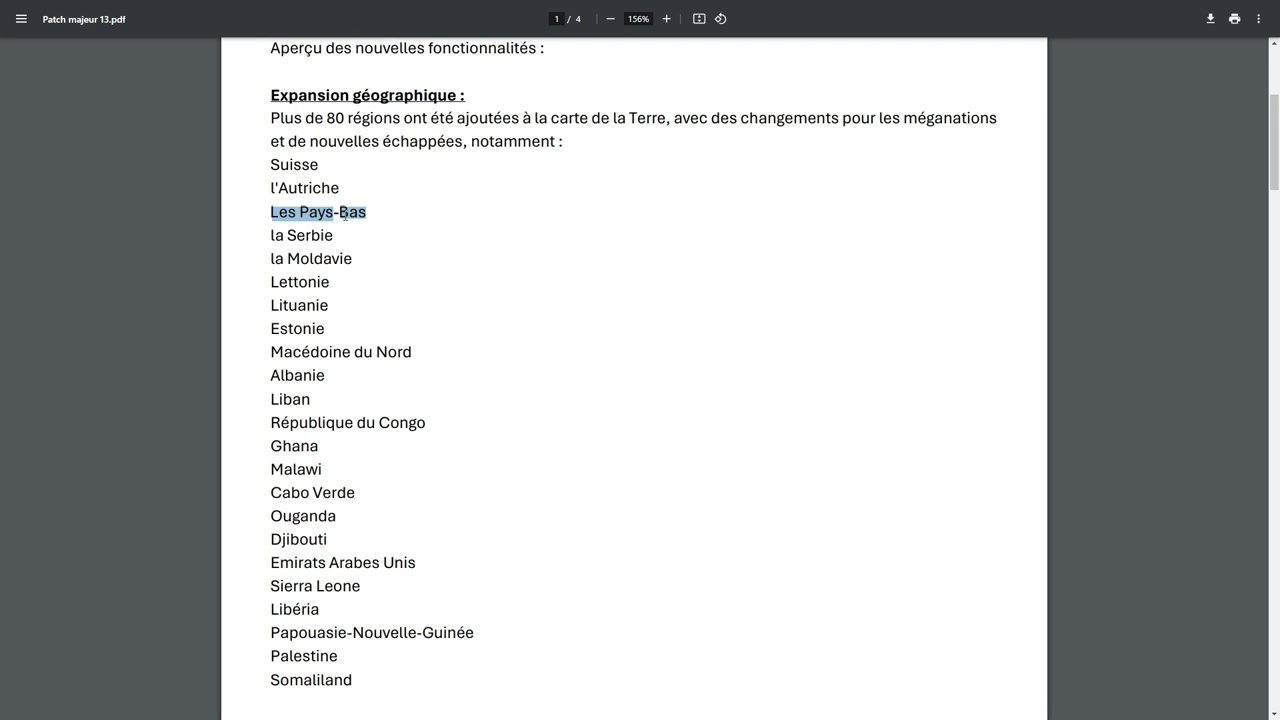 Patch majeur 13.pdf
1 / 4
156%
Aperçu des nouvelles fonctionnalités :
Expansion géographique :
Plus de 80 régions ont été ajoutées à la carte de la Terre, avec des changements pour les méganations
et de nouvelles échappées, notamment :
Suisse
l'Autriche
Les Pays-Bas
la Serbie
la Moldavie
Lettonie
Lituanie
Estonie
Macédoine du Nord
Albanie
Liban
République du Congo
Ghana
Malawi
Cabo Verde
Ouganda
Djibouti
Emirats Arabes Unis
Sierra Leone
Libéria
Papouasie-Nouvelle-Guinée
Palestine
Somaliland